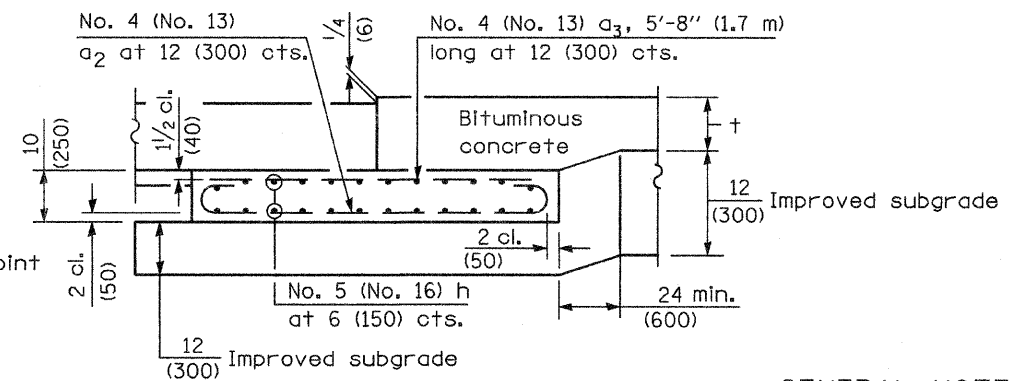 No. 4 (No. 13)
a2 at 12 (300) cts.
1/4
(6)
No. 4 (No. 13) a3, 5'-8" (1.7 m)
long at 12 (300) cts.
10
(250)
1 1/2 cl.
(40)
Bituminous
concrete
t
12
(300)
Improved subgrade
oint
2 cl.
(50)
2 cl.
(50)
No. 5 (No. 16) h
at 6 (150) cts.
24 min.
(600)
12
(300)
Improved subgrade